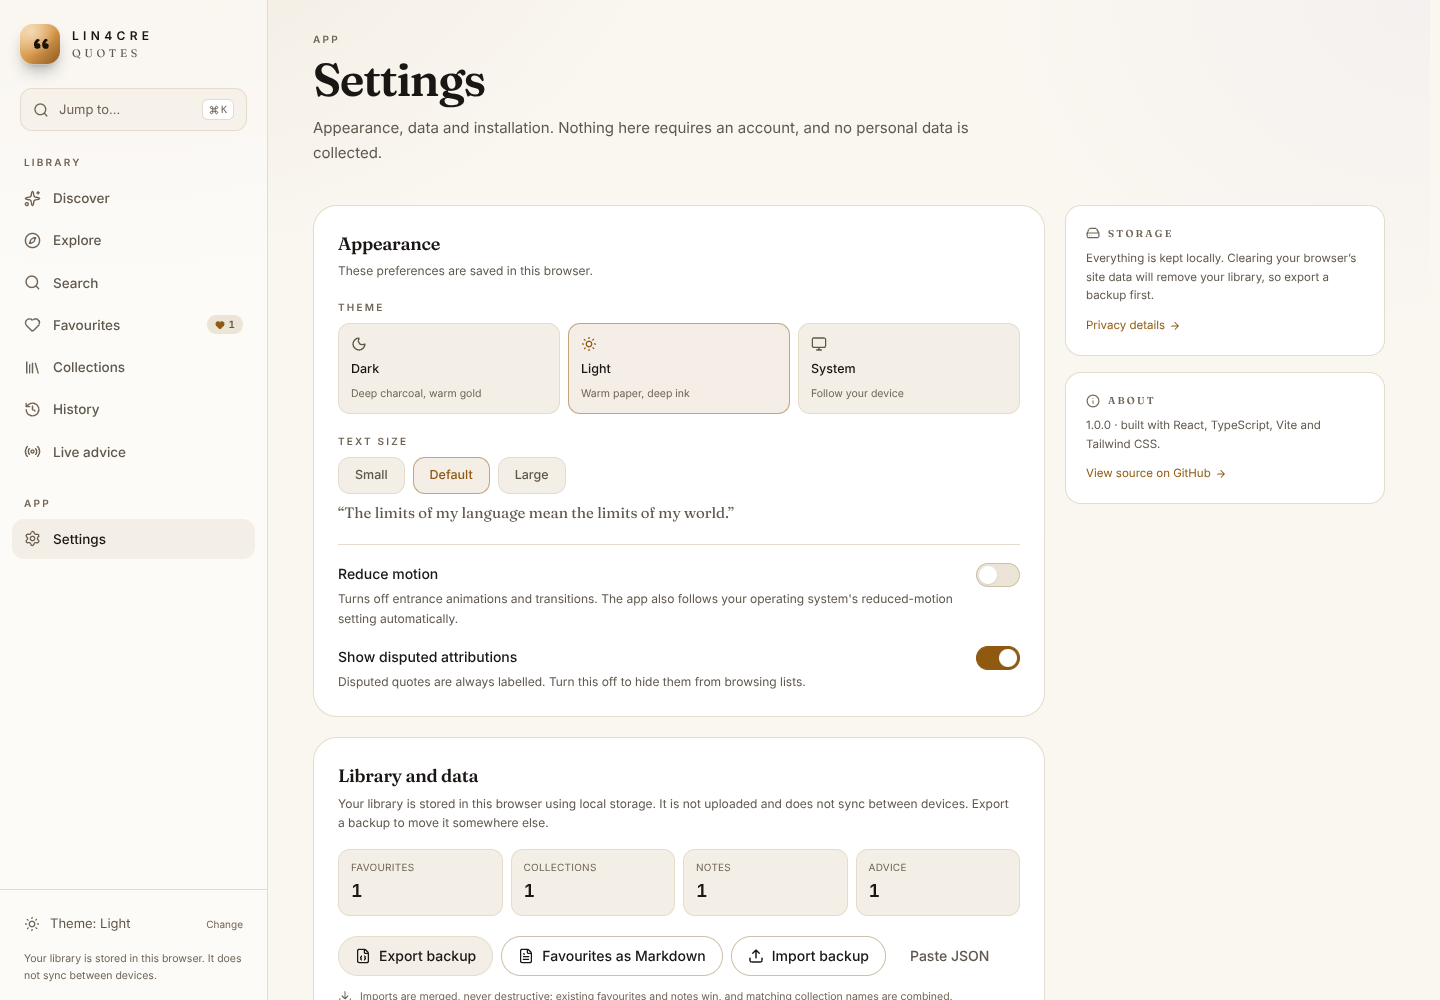 LIN4CRE
QUOTES
Jump to...
⌘K
LIBRARY
Discover
Explore
Search
Favourites
1
Collections
History
Live advice
APP
Settings
Theme: Light
Change
Your library is stored in this browser. It does
not sync between devices.
APP
Settings
Appearance, data and installation. Nothing here requires an account, and no personal data is
collected.
Appearance
These preferences are saved in this browser.
THEME
Dark
Deep charcoal, warm gold
Light
Warm paper, deep ink
System
Follow your device
TEXT SIZE
Small
Default
Large
“The limits of my language mean the limits of my world.”
Reduce motion
Turns off entrance animations and transitions. The app also follows your operating system's reduced-motion
setting automatically.
Show disputed attributions
Disputed quotes are always labelled. Turn this off to hide them from browsing lists.
Library and data
Your library is stored in this browser using local storage. It is not uploaded and does not sync between devices. Export
a backup to move it somewhere else.
FAVOURITES
1
COLLECTIONS
1
NOTES
1
ADVICE
1
Export backup
Favourites as Markdown
Import backup
Paste JSON
Imports are merged, never destructive: existing favourites and notes win, and matching collection names are combined.
STORAGE
Everything is kept locally. Clearing your browser’s
site data will remove your library, so export a
backup first.
Privacy details →
ABOUT
1.0.0 · built with React, TypeScript, Vite and
Tailwind CSS.
View source on GitHub →